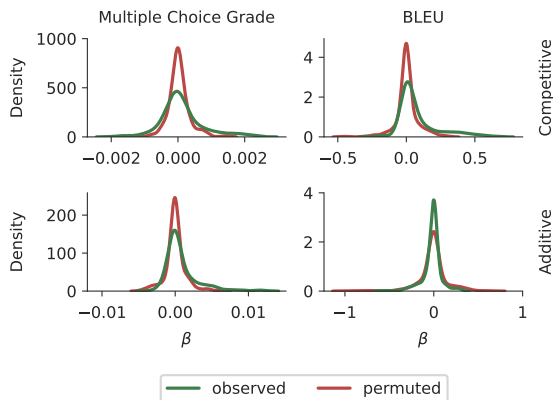 Multiple Choice Grade
BLEU
Density
1000
500
0
−0.002
0.000
0.002
4
2
0
−0.5
0.0
0.5
Competitive
Density
200
100
0
−0.01
0.00
0.01
β
4
2
0
−1
0
1
β
Additive
observed
permuted